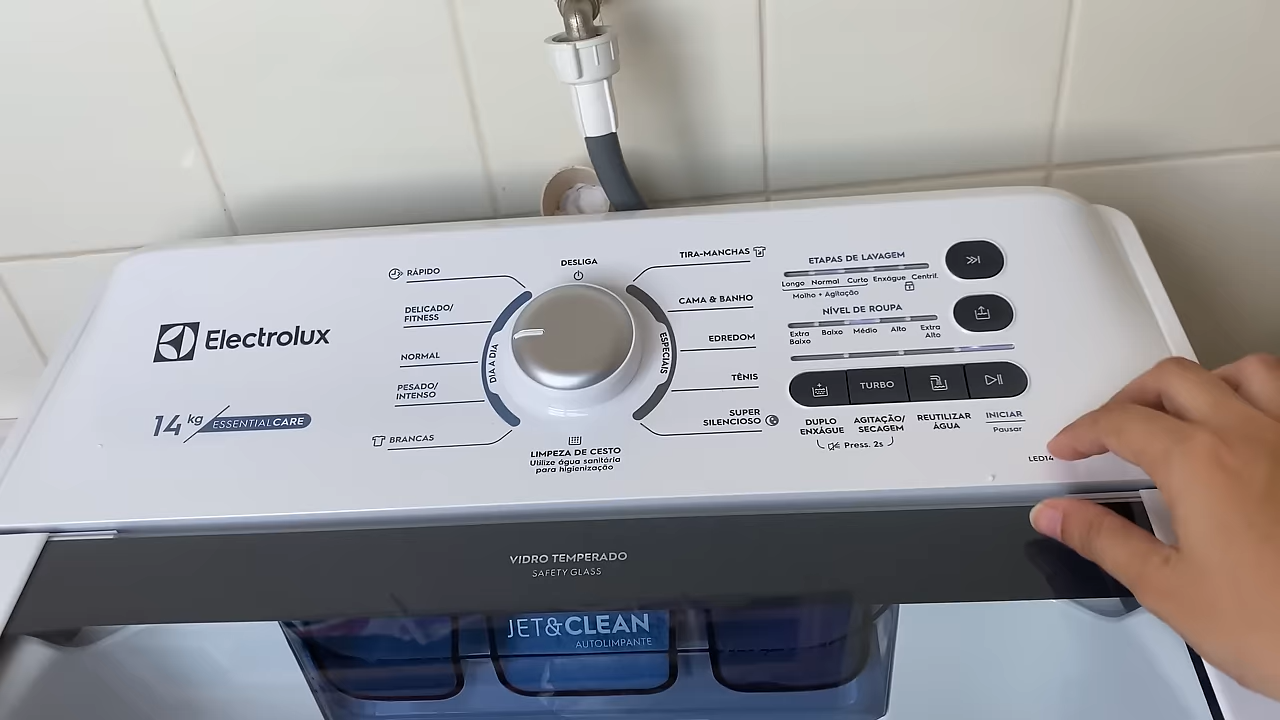 Electrolux
14 kg
ESSENTIALCARE
RÁPIDO
DELICADO/
FITNESS
NORMAL
PESADO/
INTENSO
BRANCAS
DIA A DIA
DESLIGA
LIMPEZA DE CESTO
Utilize água sanitária
para higienização
ESPECIAIS
TIRA-MANCHAS
CAMA & BANHO
EDREDOM
TÊNIS
SUPER
SILENCIOSO
ETAPAS DE LAVAGEM
Longo Normal Curto Enxágue Centrif.
Molho + Agitação
NÍVEL DE ROUPA
Extra
Baixo
Baixo
Médio
Alto
Extra
Alto
TURBO
DUPLO
ENXÁGUE
AGITAÇÃO/
SECAGEM
Press. 2s
REUTILIZAR
ÁGUA
INICIAR
Pausar
LED14
VIDRO TEMPERADO
SAFETY GLASS
JET&CLEAN
AUTOLIMPANTE